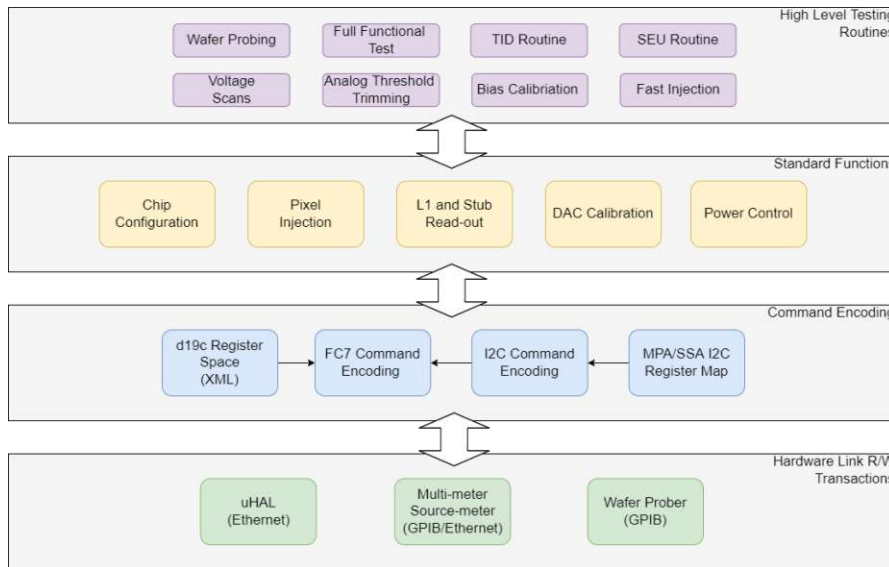 High Level Testing
Routines
Wafer Probing
Full Functional
Test
TID Routine
SEU Routine
Voltage
Scans
Analog Threshold
Trimming
Bias Calibriation
Fast Injection
Standard Function
Chip
Configuration
Pixel
Injection
L1 and Stub
Read-out
DAC Calibration
Power Control
Command Encoding
d19c Register
Space
(XML)
FC7 Command
Encoding
I2C Command
Encoding
MPA/SSA I2C
Register Map
Hardware Link R/W
Transactions
uHAL
(Ethernet)
Multi-meter
Source-meter
(GPIB/Ethernet)
Wafer Prober
(GPIB)